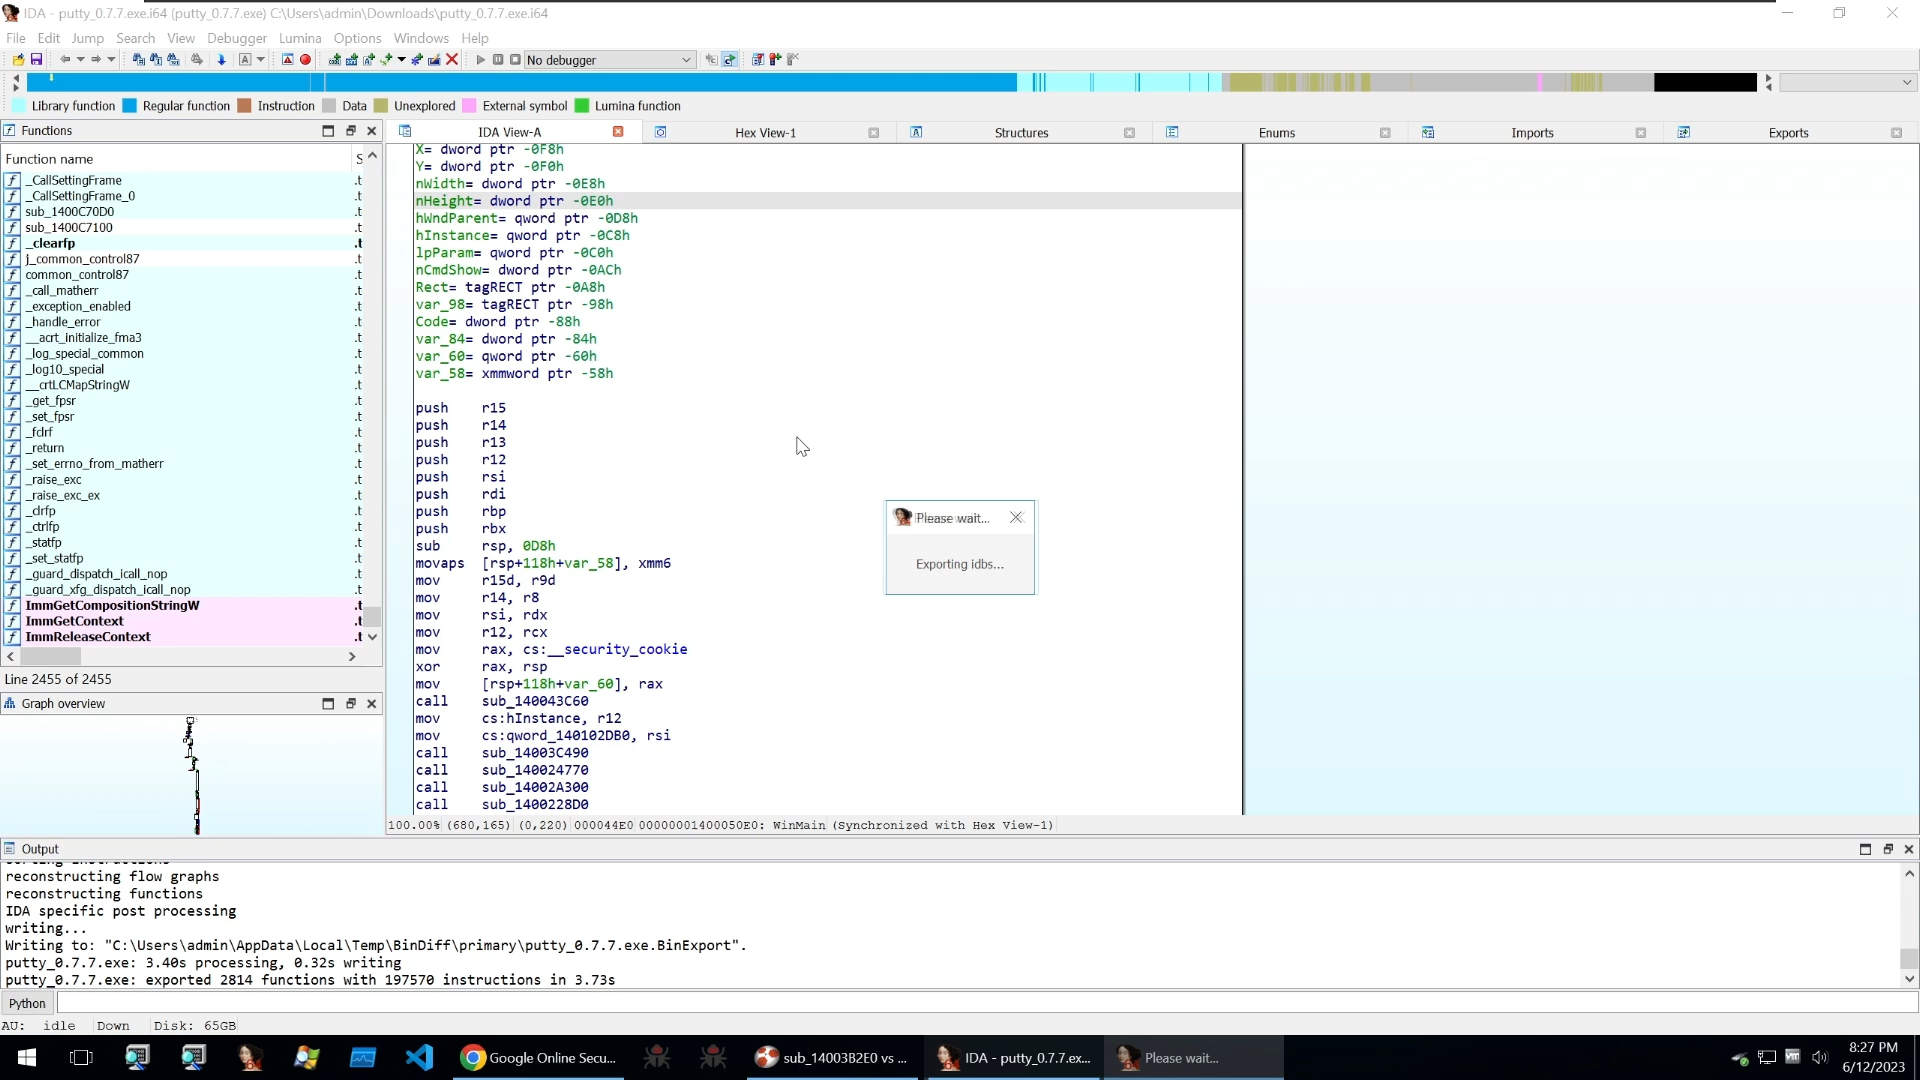 IDA - putty_0.7.7.exe.i64 (putty_0.7.7.exe) C:\Users\admin\Downloads\putty_0.7.7.exe.i64
File Edit Jump Search View Debugger Lumina Options Windows Help
No debugger
Library function Regular function Instruction Data Unexplored External symbol Lumina function
Functions
Function name
S
_CallSettingFrame .t
_CallSettingFrame_0 .t
sub_1400C70D0 .t
sub_1400C7100 .t
_clearfp .t
j_common_control87 .t
common_control87 .t
_call_matherr .t
_exception_enabled .t
_handle_error .t
__acrt_initialize_fma3 .t
_log_special_common .t
_log10_special .t
__crtLCMapStringW .t
_get_fpsr .t
_set_fpsr .t
_fclrf .t
_return .t
_set_errno_from_matherr .t
_raise_exc .t
_raise_exc_ex .t
_clrfp .t
_ctrlfp .t
_statfp .t
_set_statfp .t
_guard_dispatch_icall_nop .t
_guard_xfg_dispatch_icall_nop .t
ImmGetCompositionStringW .t
ImmGetContext .t
ImmReleaseContext .t
Line 2455 of 2455
Graph overview
IDA View-A Hex View-1 Structures Enums Imports Exports
X= dword ptr -0F8h
Y= dword ptr -0F0h
nWidth= dword ptr -0E8h
nHeight= dword ptr -0E0h
hWndParent= qword ptr -0D8h
hInstance= qword ptr -0C8h
lpParam= qword ptr -0C0h
nCmdShow= dword ptr -0ACh
Rect= tagRECT ptr -0A8h
var_98= tagRECT ptr -98h
Code= dword ptr -88h
var_84= dword ptr -84h
var_60= qword ptr -60h
var_58= xmmword ptr -58h
push r15
push r14
push r13
push r12
push rsi
push rdi
push rbp
push rbx
sub rsp, 0D8h
movaps [rsp+118h+var_58], xmm6
mov r15d, r9d
mov r14, r8
mov rsi, rdx
mov r12, rcx
mov rax, cs:__security_cookie
xor rax, rsp
mov [rsp+118h+var_60], rax
call sub_140043C60
mov cs:hInstance, r12
mov cs:qword_140102DB0, rsi
call sub_14003C490
call sub_140024770
call sub_14002A300
call sub_1400228D0
100.00% (680,165) (0,220) 000044E0 00000001400050E0: WinMain (Synchronized with Hex View-1)
Please wait...
Exporting idbs...
Output
sorting instructions
reconstructing flow graphs
reconstructing functions
IDA specific post processing
writing...
Writing to: "C:\Users\admin\AppData\Local\Temp\BinDiff\primary\putty_0.7.7.exe.BinExport".
putty_0.7.7.exe: 3.40s processing, 0.32s writing
putty_0.7.7.exe: exported 2814 functions with 197570 instructions in 3.73s
Python
AU: idle Down Disk: 65GB
Google Online Secu... sub_14003B2E0 vs ... IDA - putty_0.7.7.ex... Please wait...
8:27 PM
6/12/2023